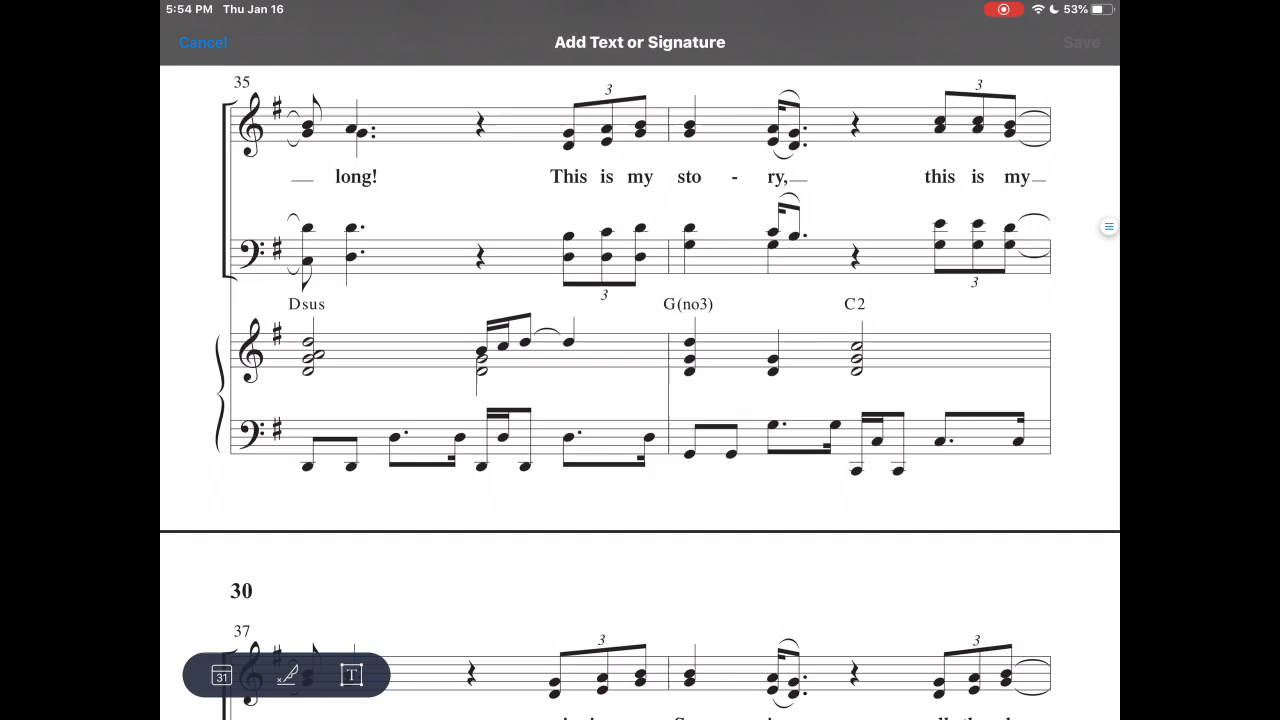 5:54 PM Thu Jan 16 53%
Cancel Add Text or Signature Save
35
3 3
long! This is my sto - ry, this is my
3 3
Dsus G(no3) C2
30
37
3 3
31 T